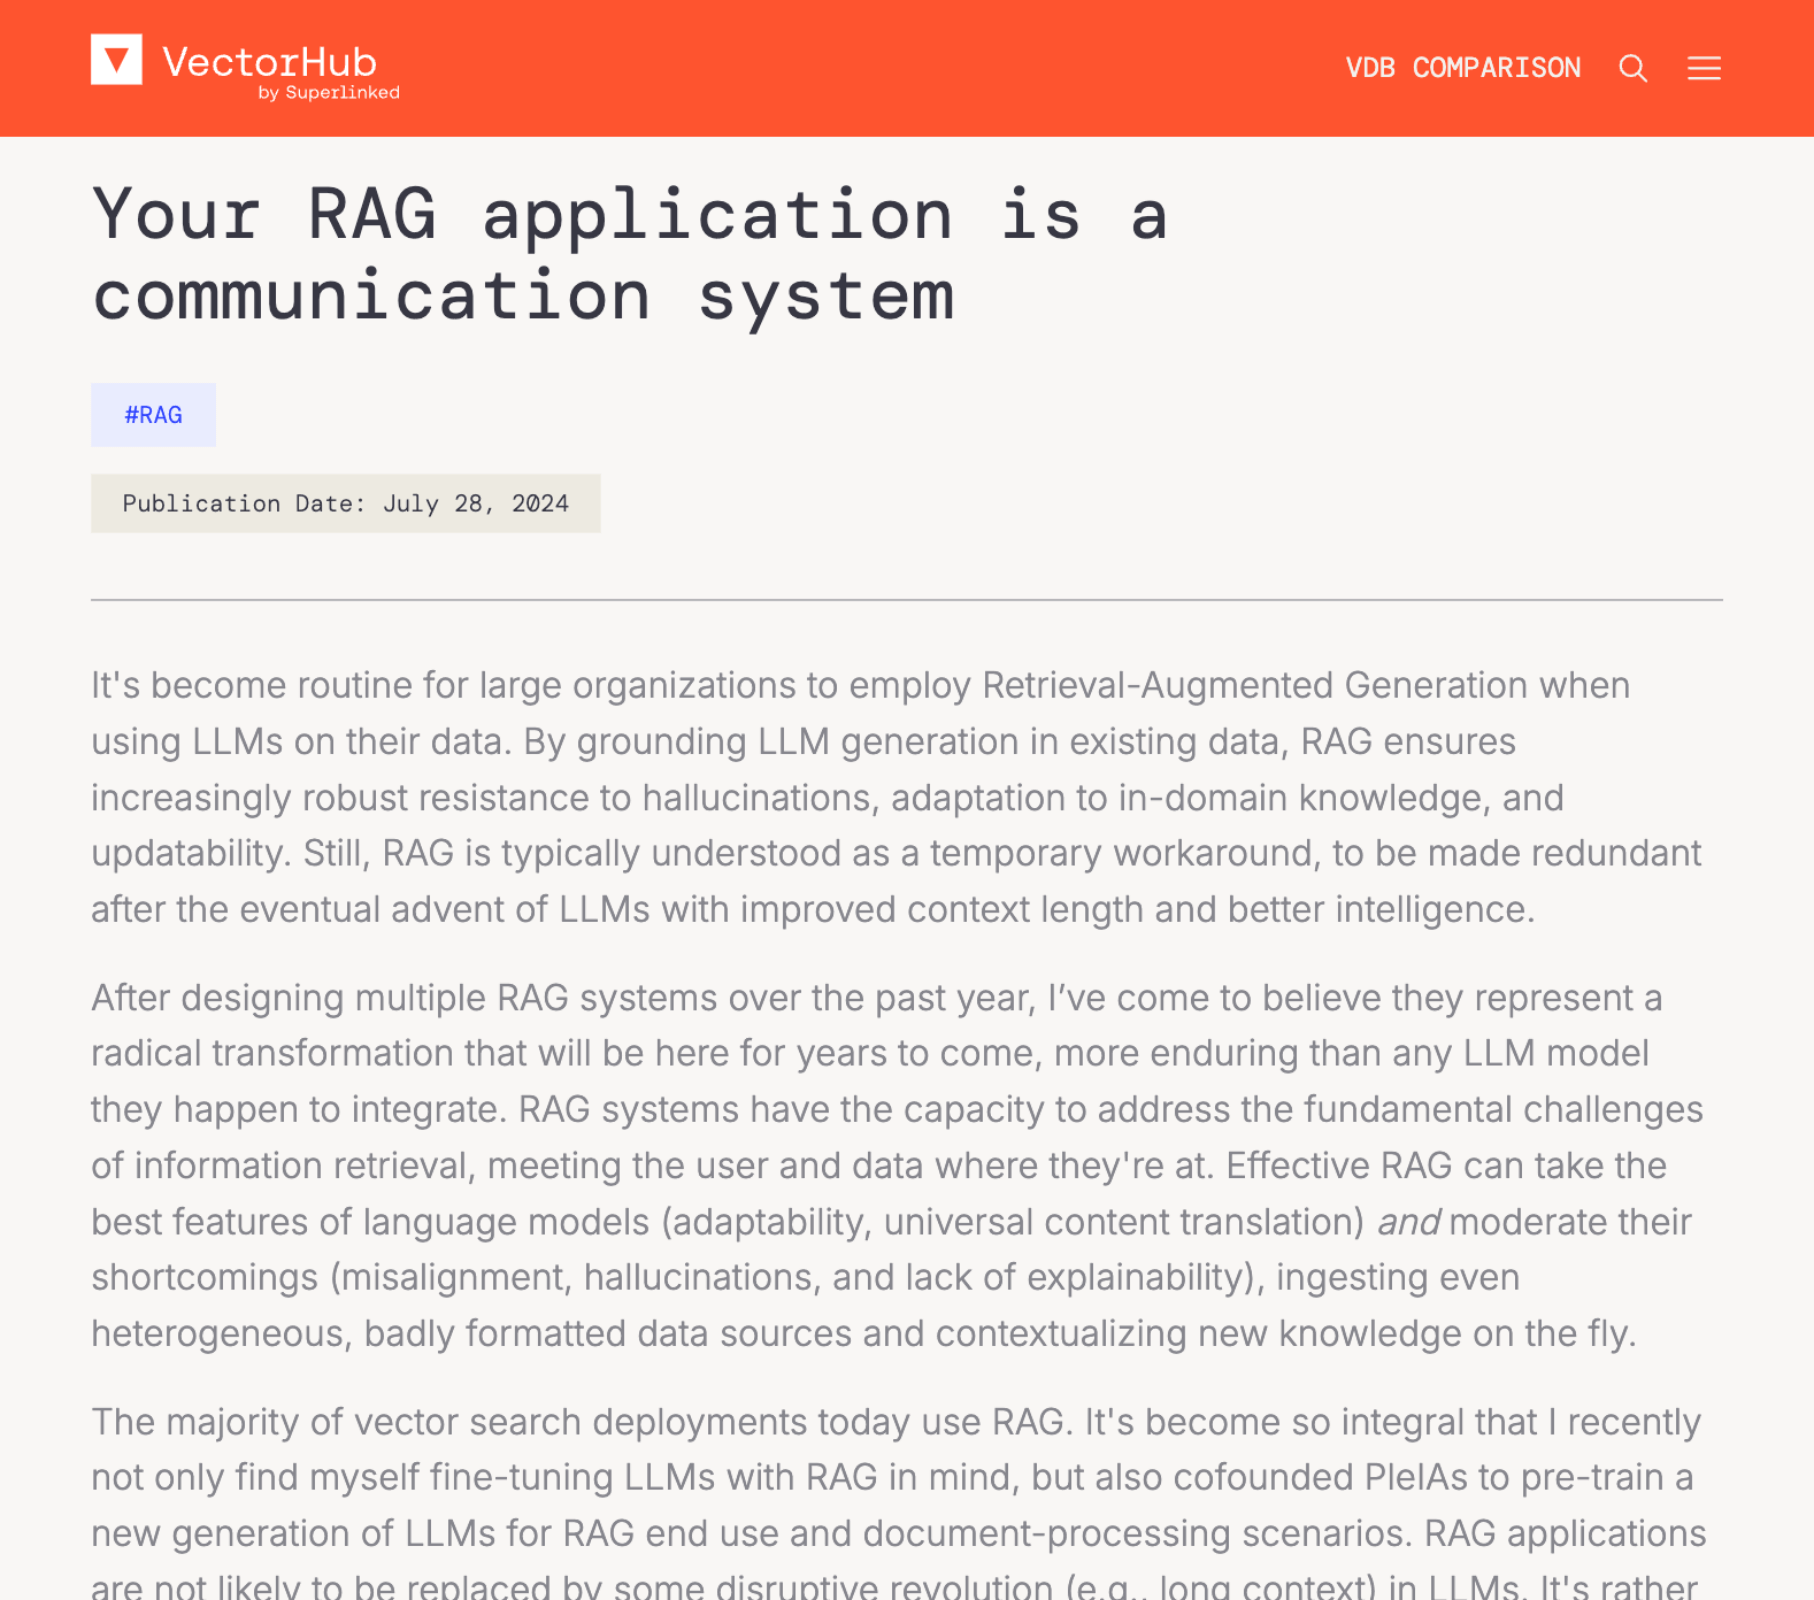 VectorHub
by Superlinked
VDB COMPARISON
Your RAG application is a
communication system
#RAG
Publication Date: July 28, 2024
It's become routine for large organizations to employ Retrieval-Augmented Generation when
using LLMs on their data. By grounding LLM generation in existing data, RAG ensures
increasingly robust resistance to hallucinations, adaptation to in-domain knowledge, and
updatability. Still, RAG is typically understood as a temporary workaround, to be made redundant
after the eventual advent of LLMs with improved context length and better intelligence.
After designing multiple RAG systems over the past year, I’ve come to believe they represent a
radical transformation that will be here for years to come, more enduring than any LLM model
they happen to integrate. RAG systems have the capacity to address the fundamental challenges
of information retrieval, meeting the user and data where they're at. Effective RAG can take the
best features of language models (adaptability, universal content translation) and moderate their
shortcomings (misalignment, hallucinations, and lack of explainability), ingesting even
heterogeneous, badly formatted data sources and contextualizing new knowledge on the fly.
The majority of vector search deployments today use RAG. It's become so integral that I recently
not only find myself fine-tuning LLMs with RAG in mind, but also cofounded PleIAs to pre-train a
new generation of LLMs for RAG end use and document-processing scenarios. RAG applications
are not likely to be replaced by some disruptive revolution (e.g., long context) in LLMs. It's rather